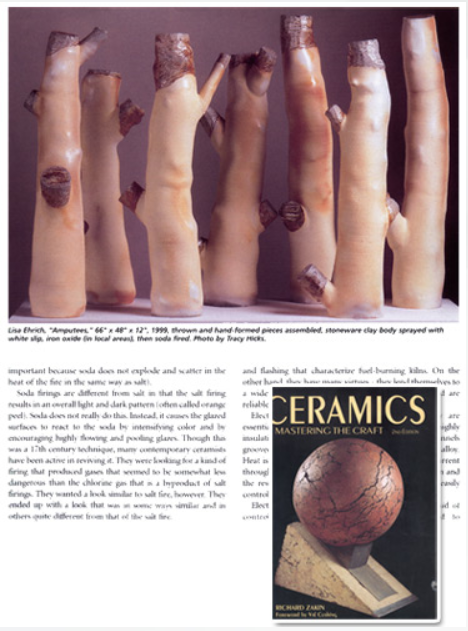 Lisa Ehrich, "Amputees," 66" x 48" x 12", 1999, thrown and hand-formed pieces assembled, stoneware clay body sprayed with
white slip, iron oxide (in local areas), then soda fired. Photo by Tracy Hicks.
important because soda does not explode and scatter in the
heat of the fire in the same way as salt).
Soda firings are different from salt in that the salt firing
results in an overall light and dark pattern (often called orange
peel). Soda does not really do this. Instead, it causes the glazed
surfaces to react to the soda by intensifying color and by
encouraging highly flowing and pooling glazes. Though this
was a 17th century technique, many contemporary ceramists
have been active in reviving it. They were looking for a kind of
firing that produced gases that seemed to be somewhat less
dangerous than the chlorine gas that is a byproduct of salt
firings. They wanted a look similar to salt fire, however. They
ended up with a look that was in some ways similar and in
others quite different from that of the salt fire.
and flashing that characterize fuel-burning kilns. On the
other hand, they have many virtues - they lend themselves to
a wide
reliable
Elect
essenti
insulati
groove
Heat is
through
the res
control
Elect
d are
are
ighly
nnels
alloy.
rrent
and
easily
CERAMICS
MASTERING THE CRAFT 2ND EDITION
RICHARD ZAKIN
Foreword by Val Cushing